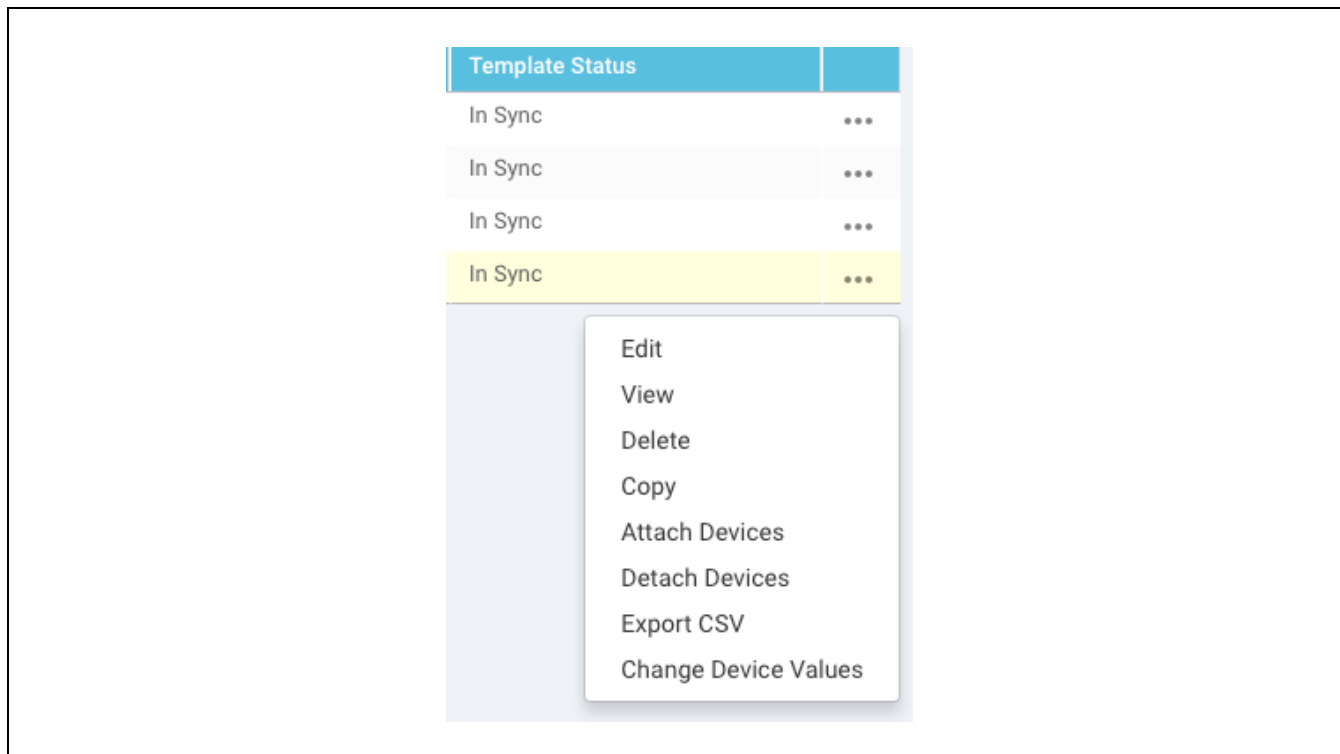 Template Status
In Sync
In Sync
In Sync
In Sync
Edit
View
Delete
Copy
Attach Devices
Detach Devices
Export CSV
Change Device Values